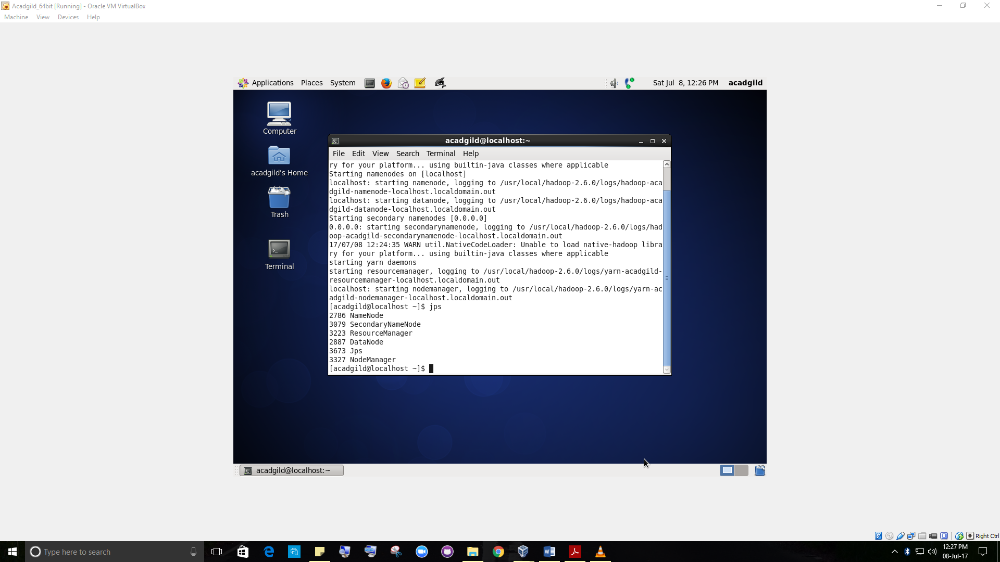 Acadgild_64bit [Running] - Oracle VM VirtualBox
Machine View Devices Help
Applications Places System Sat Jul 8, 12:26 PM acadgild
Computer
acadgild's Home
Trash
Terminal
acadgild@localhost:~
File Edit View Search Terminal Help
ry for your platform... using builtin-java classes where applicable
Starting namenodes on [localhost]
localhost: starting namenode, logging to /usr/local/hadoop-2.6.0/logs/hadoop-aca
dgild-namenode-localhost.localdomain.out
localhost: starting datanode, logging to /usr/local/hadoop-2.6.0/logs/hadoop-aca
dgild-datanode-localhost.localdomain.out
Starting secondary namenodes [0.0.0.0]
0.0.0.0: starting secondarynamenode, logging to /usr/local/hadoop-2.6.0/logs/had
oop-acadgild-secondarynamenode-localhost.localdomain.out
17/07/08 12:24:35 WARN util.NativeCodeLoader: Unable to load native-hadoop libra
ry for your platform... using builtin-java classes where applicable
starting yarn daemons
starting resourcemanager, logging to /usr/local/hadoop-2.6.0/logs/yarn-acadgild-
resourcemanager-localhost.localdomain.out
localhost: starting nodemanager, logging to /usr/local/hadoop-2.6.0/logs/yarn-ac
adgild-nodemanager-localhost.localdomain.out
[acadgild@localhost ~]$ jps
2786 NameNode
3079 SecondaryNameNode
3223 ResourceManager
2887 DataNode
3673 Jps
3327 NodeManager
[acadgild@localhost ~]$
acadgild@localhost:~
Right Ctrl
Type here to search
12:27 PM
08-Jul-17